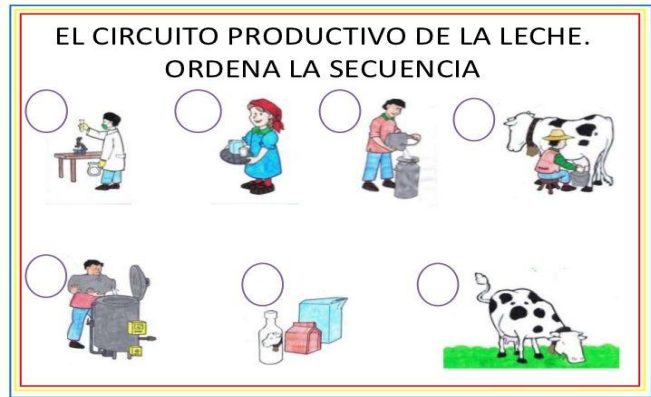 EL CIRCUITO PRODUCTIVO DE LA LECHE.
ORDENA LA SECUENCIA